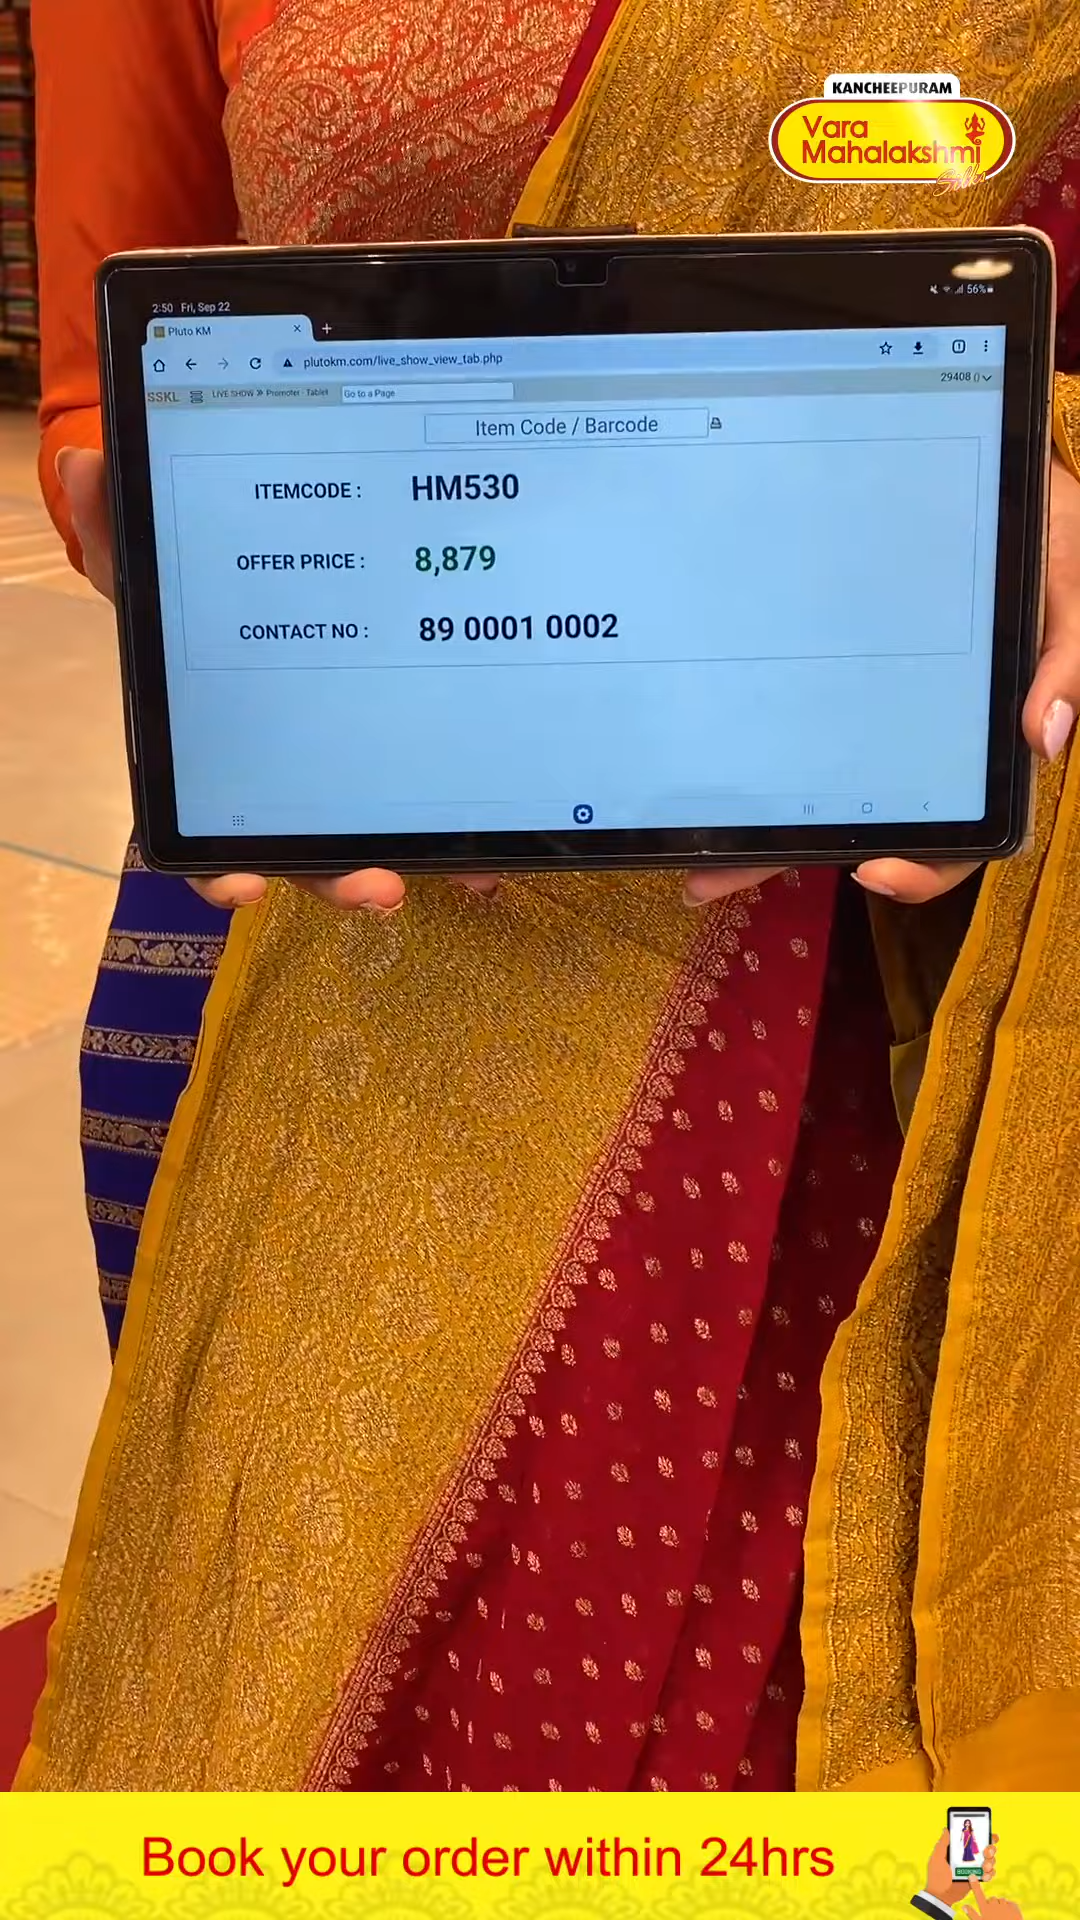 KANCHEEPURAM
Vara
Mahalakshmi
Silks
2:50 Fri, Sep 22
56%
Pluto KM
plutokm.com/live_show_view_tab.php
29408 ()
SSKL LIVE SHOW » Promoter - Tablet Go to a Page
Item Code / Barcode
ITEMCODE : HM530
OFFER PRICE : 8,879
CONTACT NO : 89 0001 0002
Book your order within 24hrs